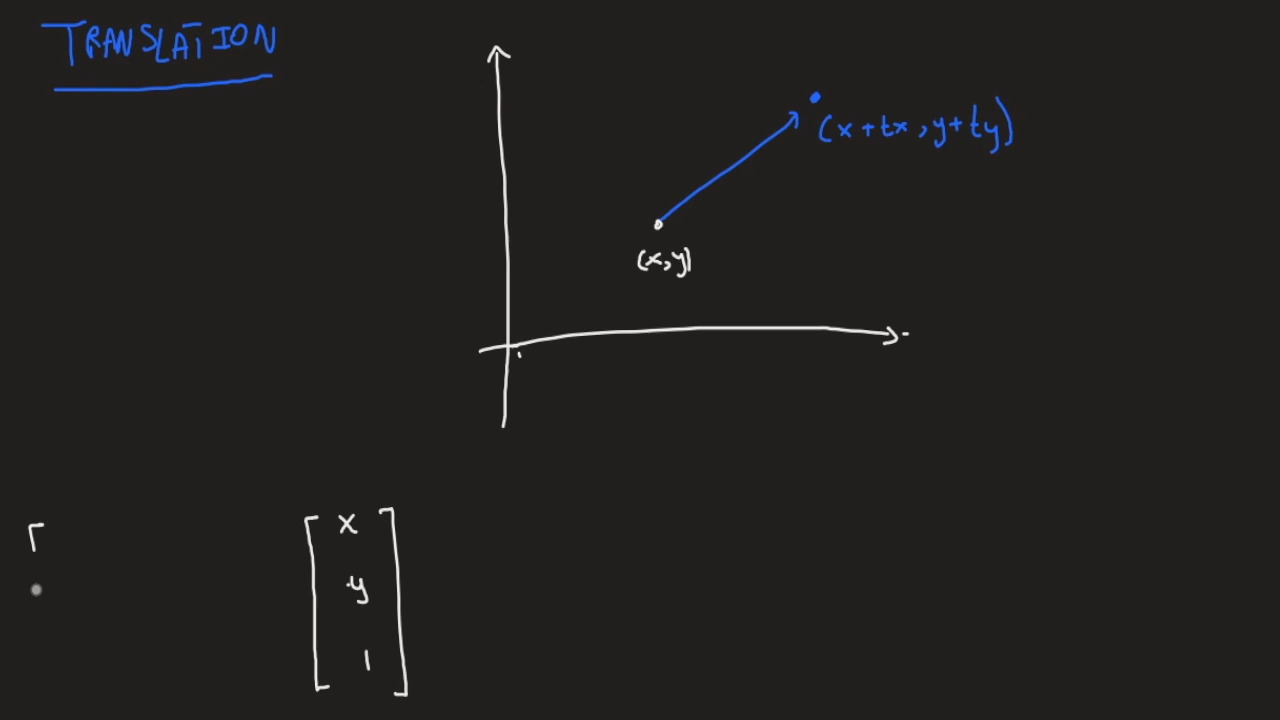 TRANSLATION
(x+tx, y+ty)
(x,y)
x
y
1